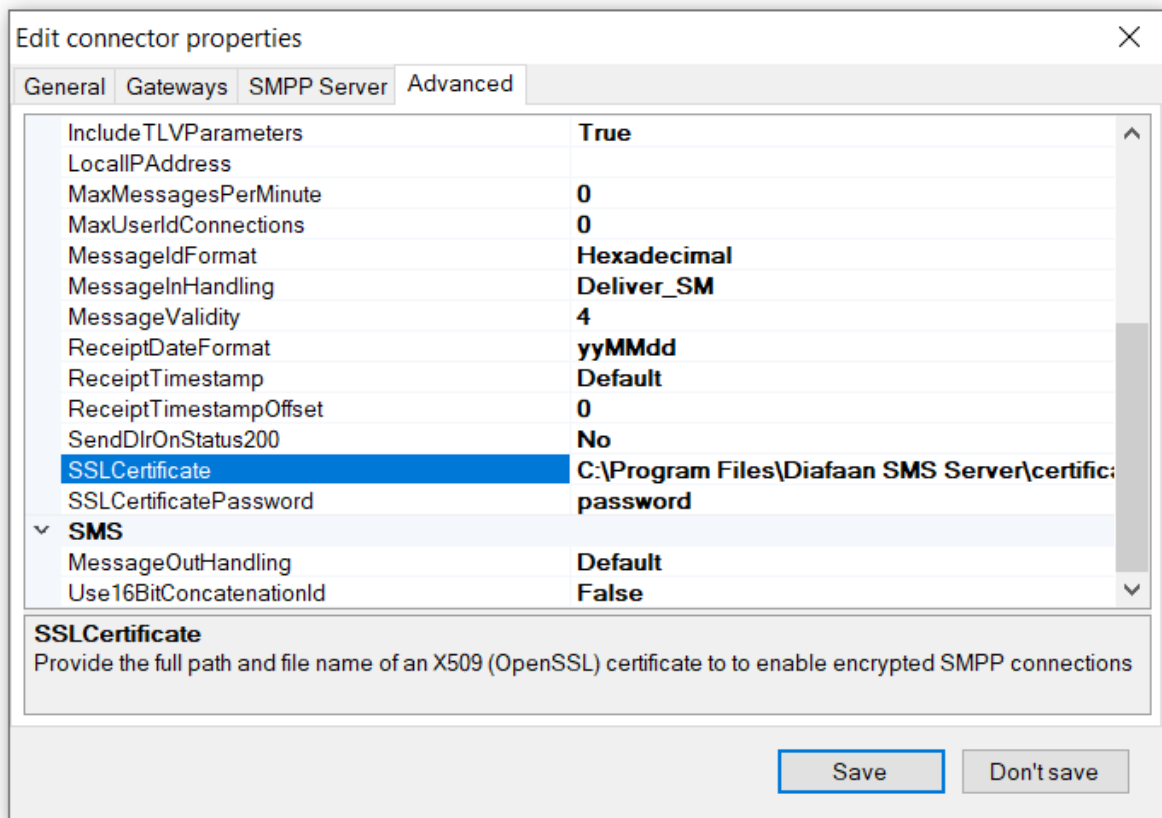 Edit connector properties
General Gateways SMPP Server Advanced
IncludeTLVParameters True
LocalIPAddress
MaxMessagesPerMinute 0
MaxUserIdConnections 0
MessageIdFormat Hexadecimal
MessageInHandling Deliver_SM
MessageValidity 4
ReceiptDateFormat yyMMdd
ReceiptTimestamp Default
ReceiptTimestampOffset 0
SendDlrOnStatus200 No
SSLCertificate C:\Program Files\Diafaan SMS Server\certifica
SSLCertificatePassword password
SMS
MessageOutHandling Default
Use16BitConcatenationId False
SSLCertificate
Provide the full path and file name of an X509 (OpenSSL) certificate to to enable encrypted SMPP connections
Save Don't save